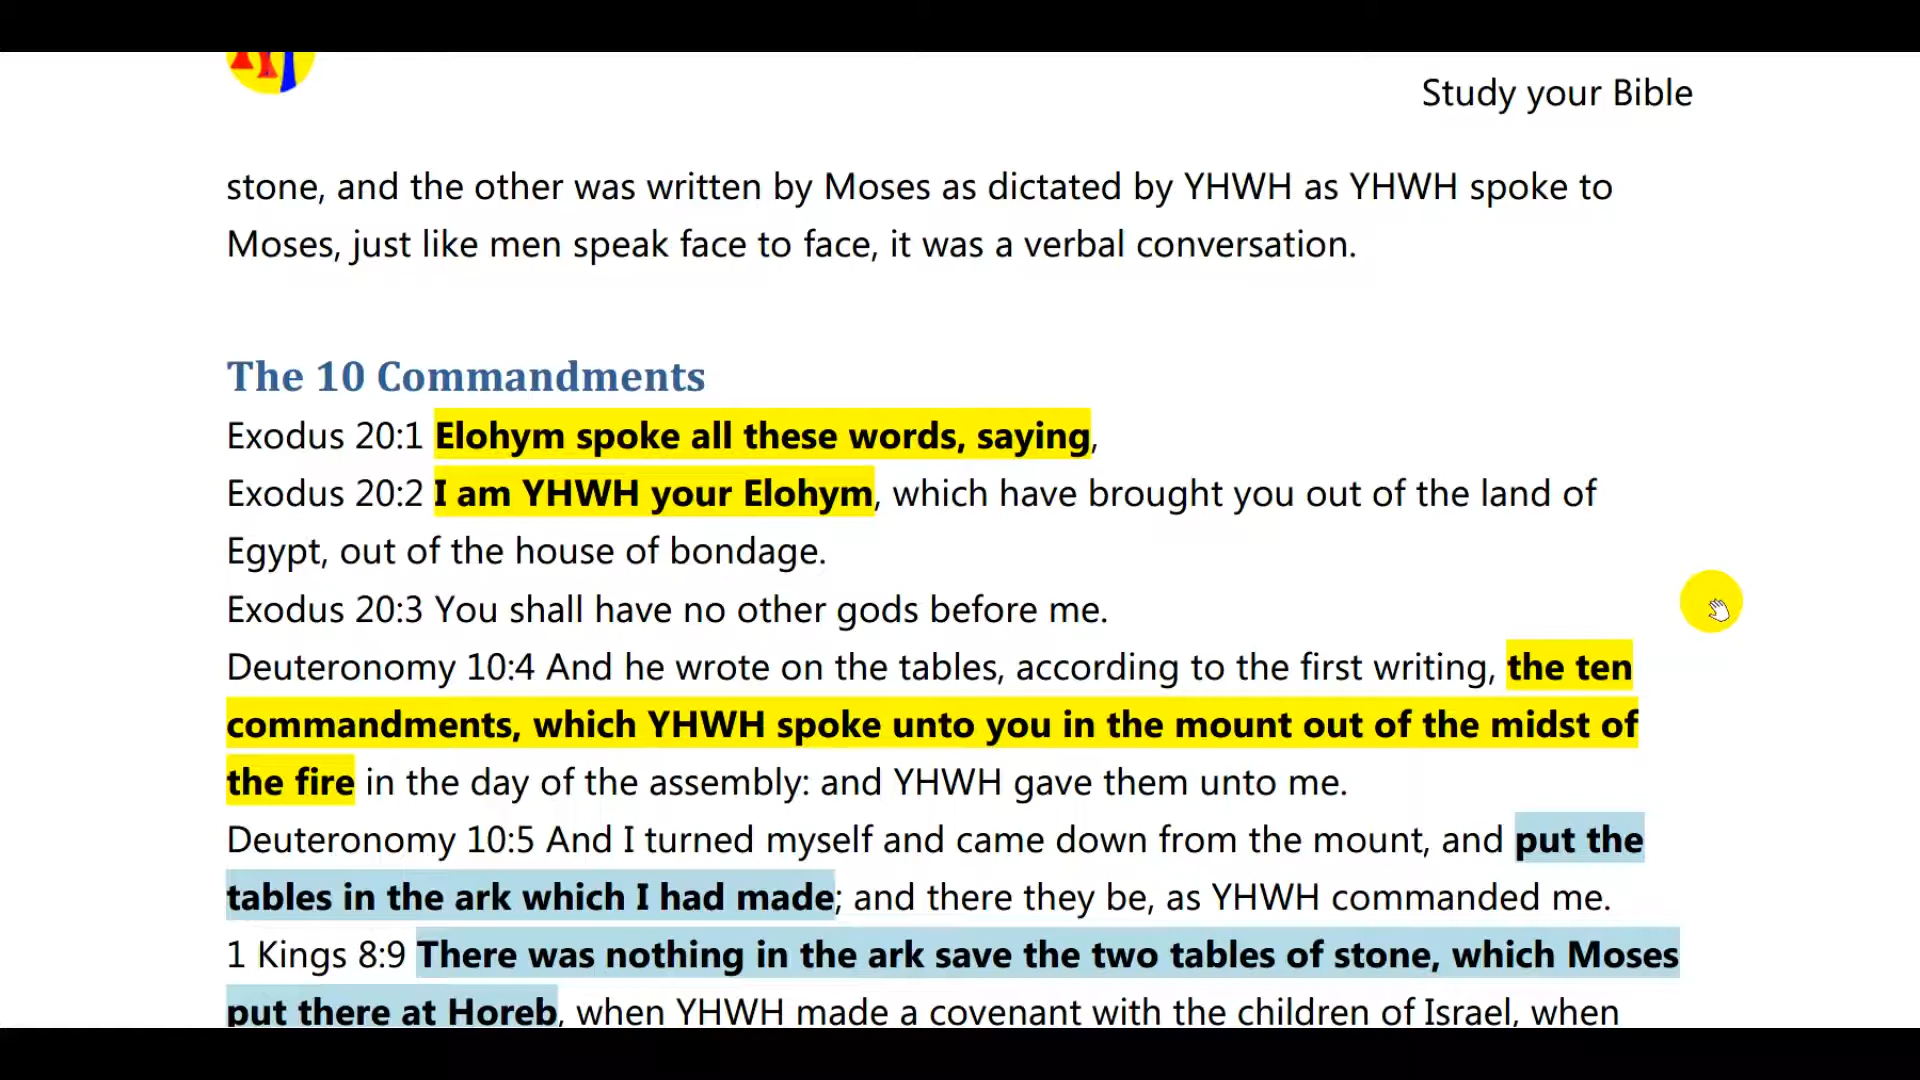 Study your Bible
stone, and the other was written by Moses as dictated by YHWH as YHWH spoke to
Moses, just like men speak face to face, it was a verbal conversation.
The 10 Commandments
Exodus 20:1 Elohym spoke all these words, saying,
Exodus 20:2 I am YHWH your Elohym, which have brought you out of the land of
Egypt, out of the house of bondage.
Exodus 20:3 You shall have no other gods before me.
Deuteronomy 10:4 And he wrote on the tables, according to the first writing, the ten
commandments, which YHWH spoke unto you in the mount out of the midst of
the fire in the day of the assembly: and YHWH gave them unto me.
Deuteronomy 10:5 And I turned myself and came down from the mount, and put the
tables in the ark which I had made; and there they be, as YHWH commanded me.
1 Kings 8:9 There was nothing in the ark save the two tables of stone, which Moses
put there at Horeb, when YHWH made a covenant with the children of Israel, when